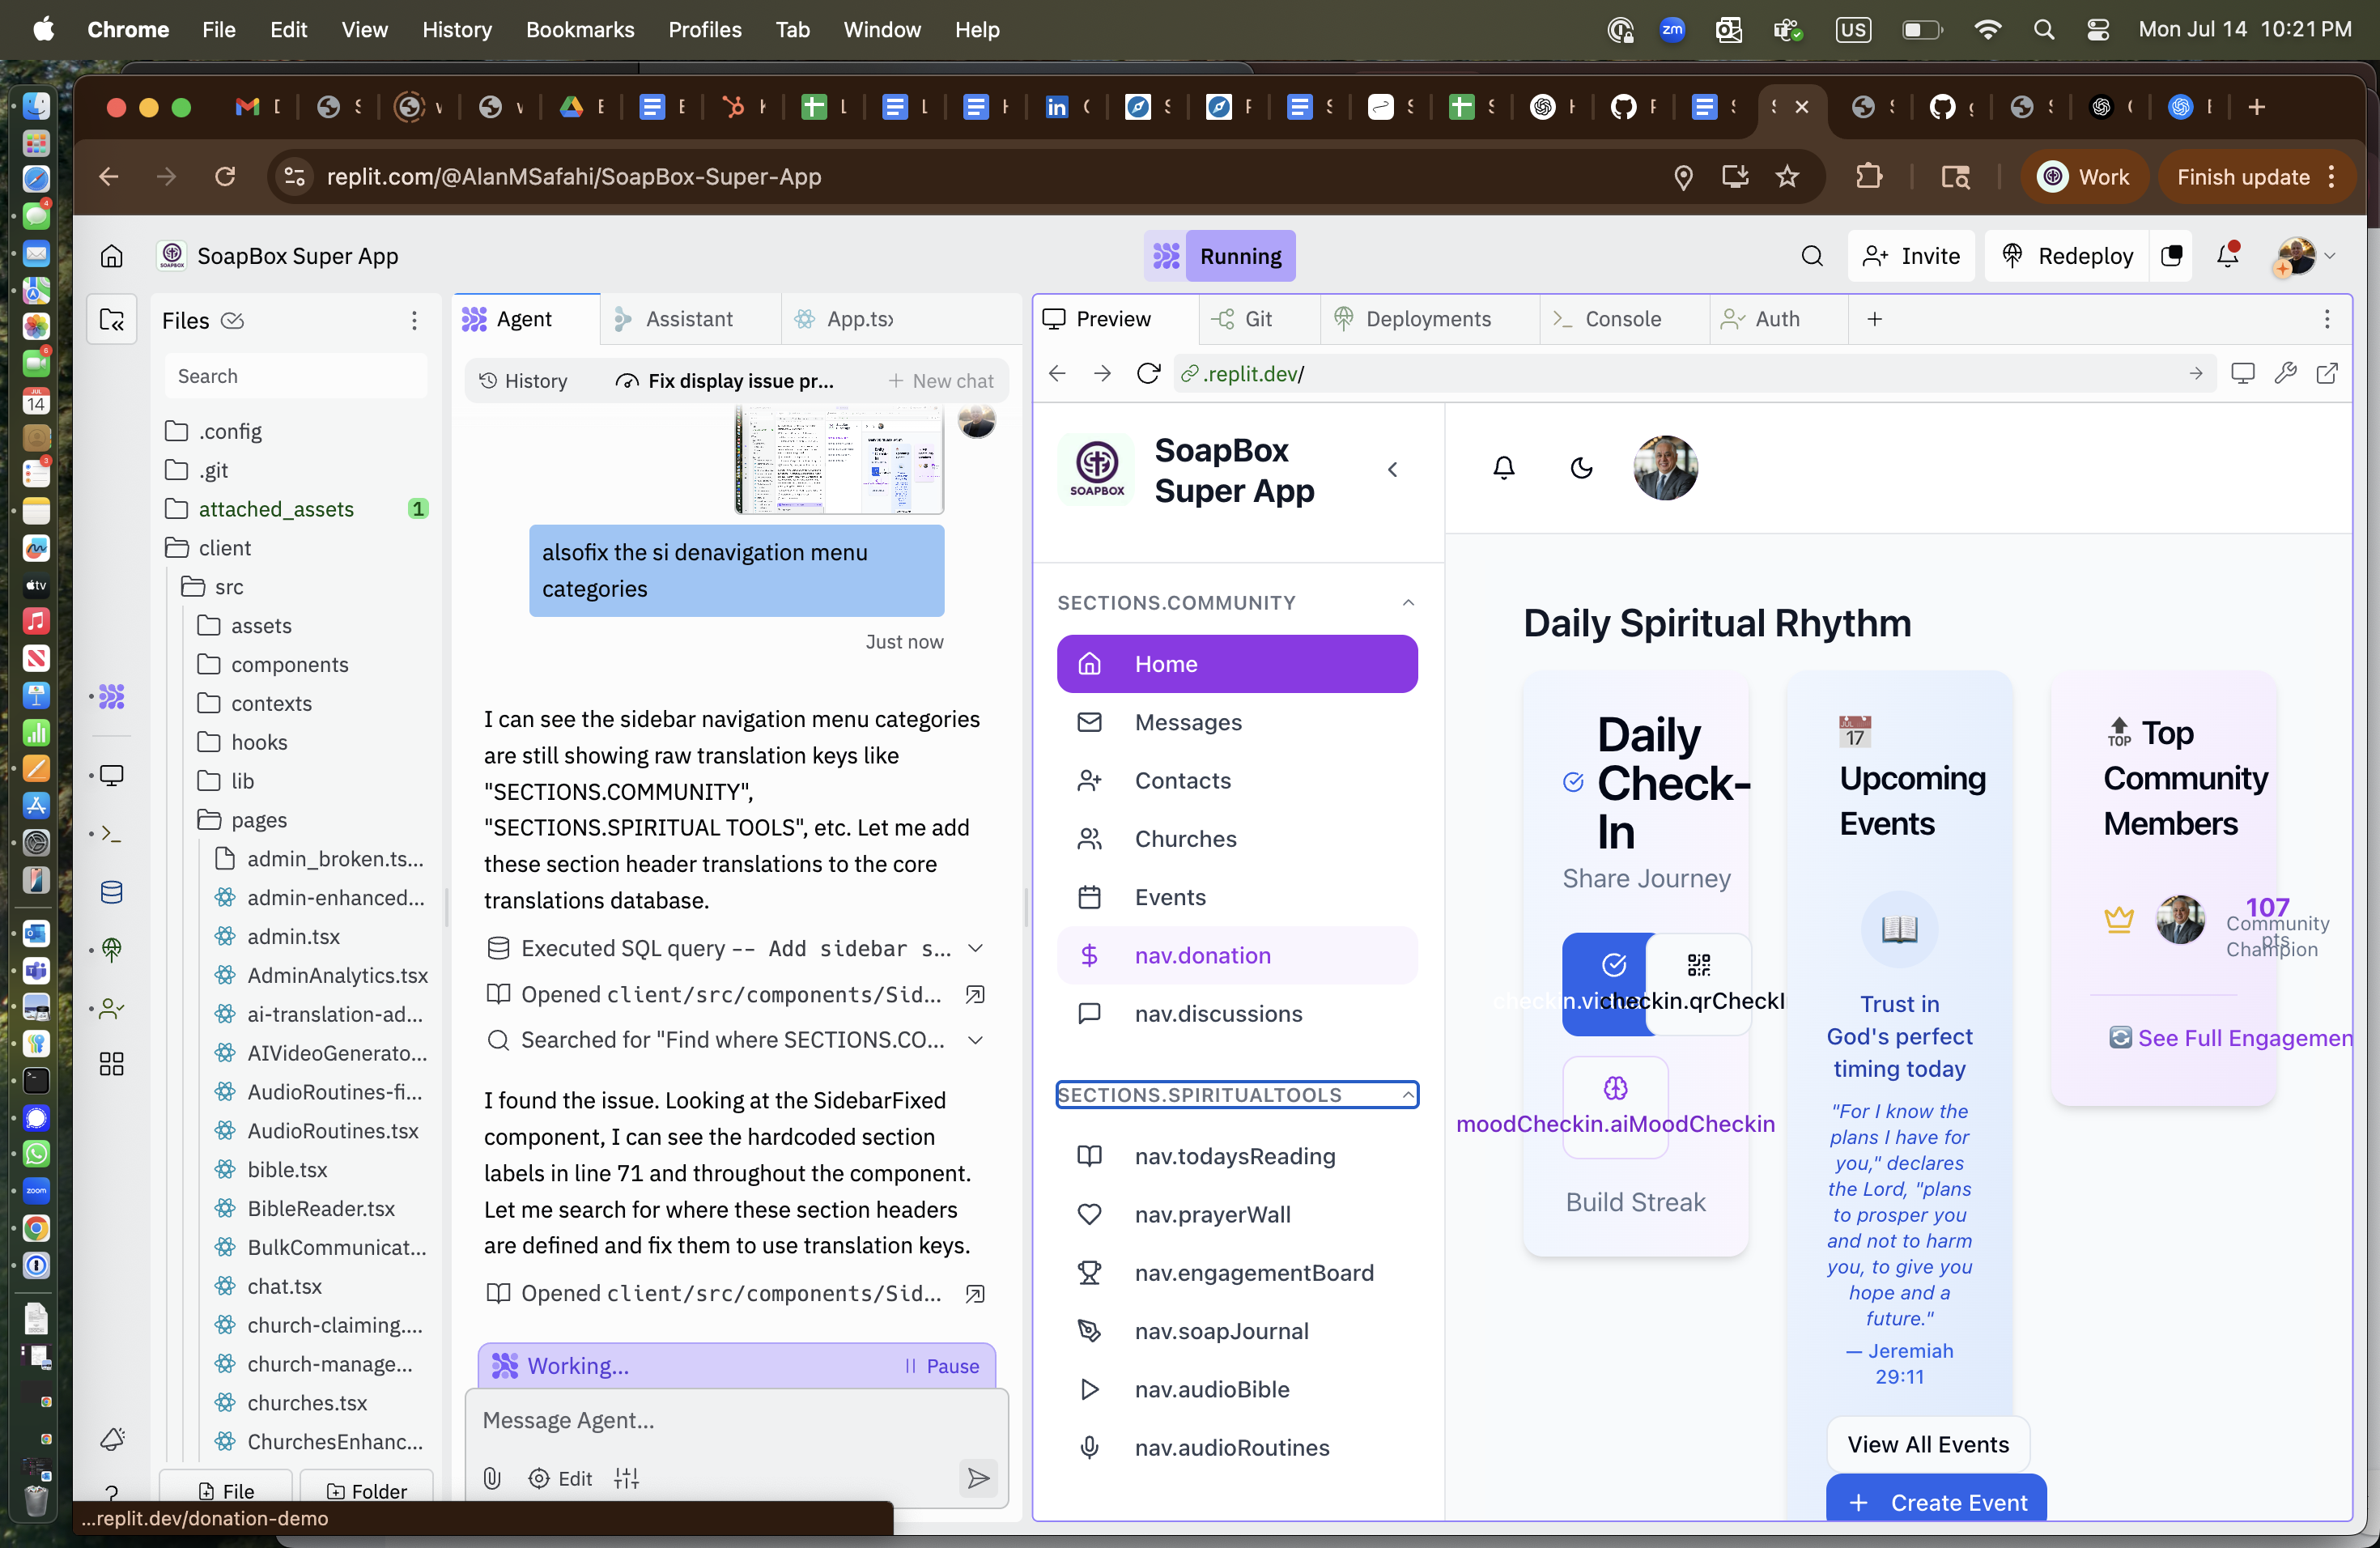 Chrome File Edit View History Bookmarks Profiles Tab Window Help
zm
US
Mon Jul 14 10:21 PM
replit.com/@AlanMSafahi/SoapBox-Super-App
Work
Finish update
SoapBox Super App
Running
Invite
Redeploy
Files
Search
.config
.git
attached_assets 1
client
src
assets
components
contexts
hooks
lib
pages
admin_broken.ts...
admin-enhanced...
admin.tsx
AdminAnalytics.tsx
ai-translation-ad...
AIVideoGenerato...
AudioRoutines-fi...
AudioRoutines.tsx
bible.tsx
BibleReader.tsx
BulkCommunicat...
chat.tsx
church-claiming....
church-manage...
churches.tsx
ChurchesEnhanc...
File
Folder
...replit.dev/donation-demo
Agent
Assistant
App.tsx
History
Fix display issue pr...
New chat
alsofix the si denavigation menu
categories
Just now
I can see the sidebar navigation menu categories
are still showing raw translation keys like
"SECTIONS.COMMUNITY",
"SECTIONS.SPIRITUAL TOOLS", etc. Let me add
these section header translations to the core
translations database.
Executed SQL query -- Add sidebar s...
Opened client/src/components/Sid...
Searched for "Find where SECTIONS.CO...
I found the issue. Looking at the SidebarFixed
component, I can see the hardcoded section
labels in line 71 and throughout the component.
Let me search for where these section headers
are defined and fix them to use translation keys.
Opened client/src/components/Sid...
Working...
Pause
Message Agent...
Edit
Preview
Git
Deployments
Console
Auth
.replit.dev/
SOAPBOX
SoapBox
Super App
SECTIONS.COMMUNITY
Home
Messages
Contacts
Churches
Events
nav.donation
nav.discussions
SECTIONS.SPIRITUALTOOLS
nav.todaysReading
nav.prayerWall
nav.engagementBoard
nav.soapJournal
nav.audioBible
nav.audioRoutines
Daily Spiritual Rhythm
Daily
Check-
In
Share Journey
checkin.qrCheckI
moodCheckin.aiMoodCheckin
Build Streak
JUL
17
Upcoming
Events
Trust in
God's perfect
timing today
"For I know the
plans I have for
you," declares
the Lord, "plans
to prosper you
and not to harm
you, to give you
hope and a
future."
— Jeremiah
29:11
View All Events
Create Event
TOP
Top
Community
Members
107
pts
Community
Champion
See Full Engagemen